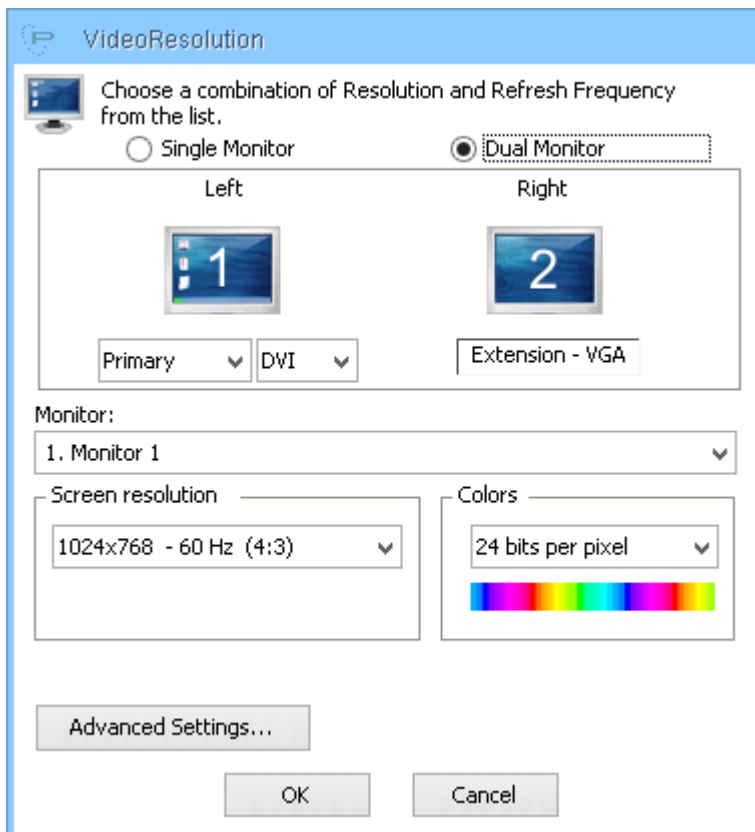 VideoResolution
Choose a combination of Resolution and Refresh Frequency
from the list.
Single Monitor Dual Monitor
Left Right
1 2
Primary DVI Extension - VGA
Monitor:
1. Monitor 1
Screen resolution Colors
1024x768 - 60 Hz (4:3) 24 bits per pixel
Advanced Settings...
OK Cancel